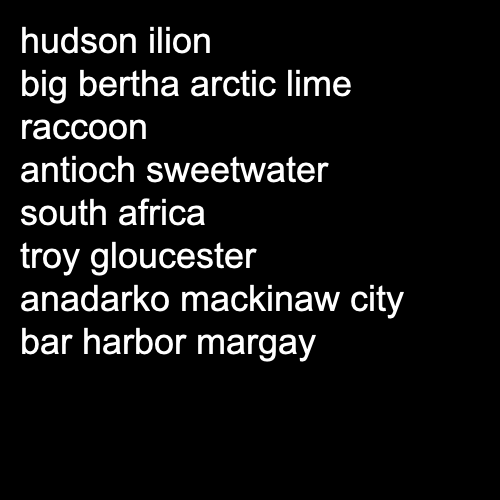 hudson ilion
big bertha arctic lime
raccoon
antioch sweetwater
south africa
troy gloucester
anadarko mackinaw city
bar harbor margay